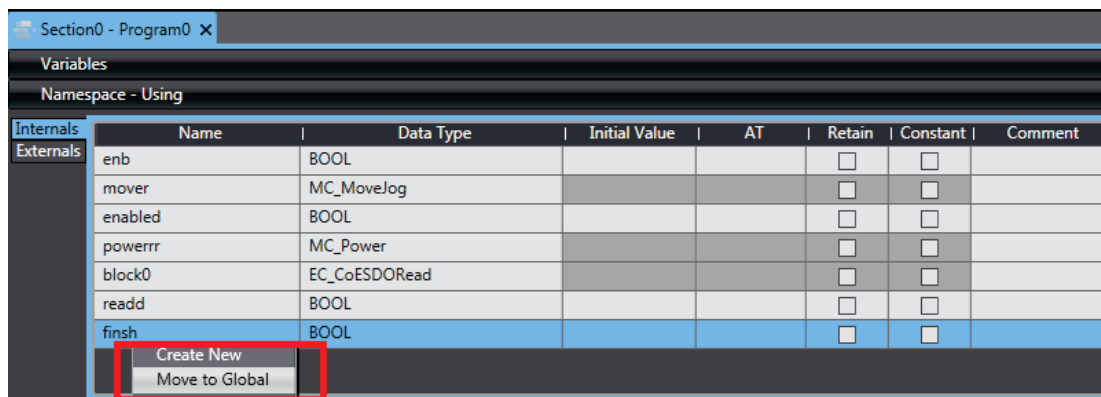 Section0 - Program0 X
Variables
Namespace - Using
Internals
Externals
Name | Data Type | Initial Value | AT | Retain | Constant | Comment
enb BOOL
mover MC_MoveJog
enabled BOOL
powerrr MC_Power
block0 EC_CoESDORead
readd BOOL
finsh BOOL
Create New
Move to Global